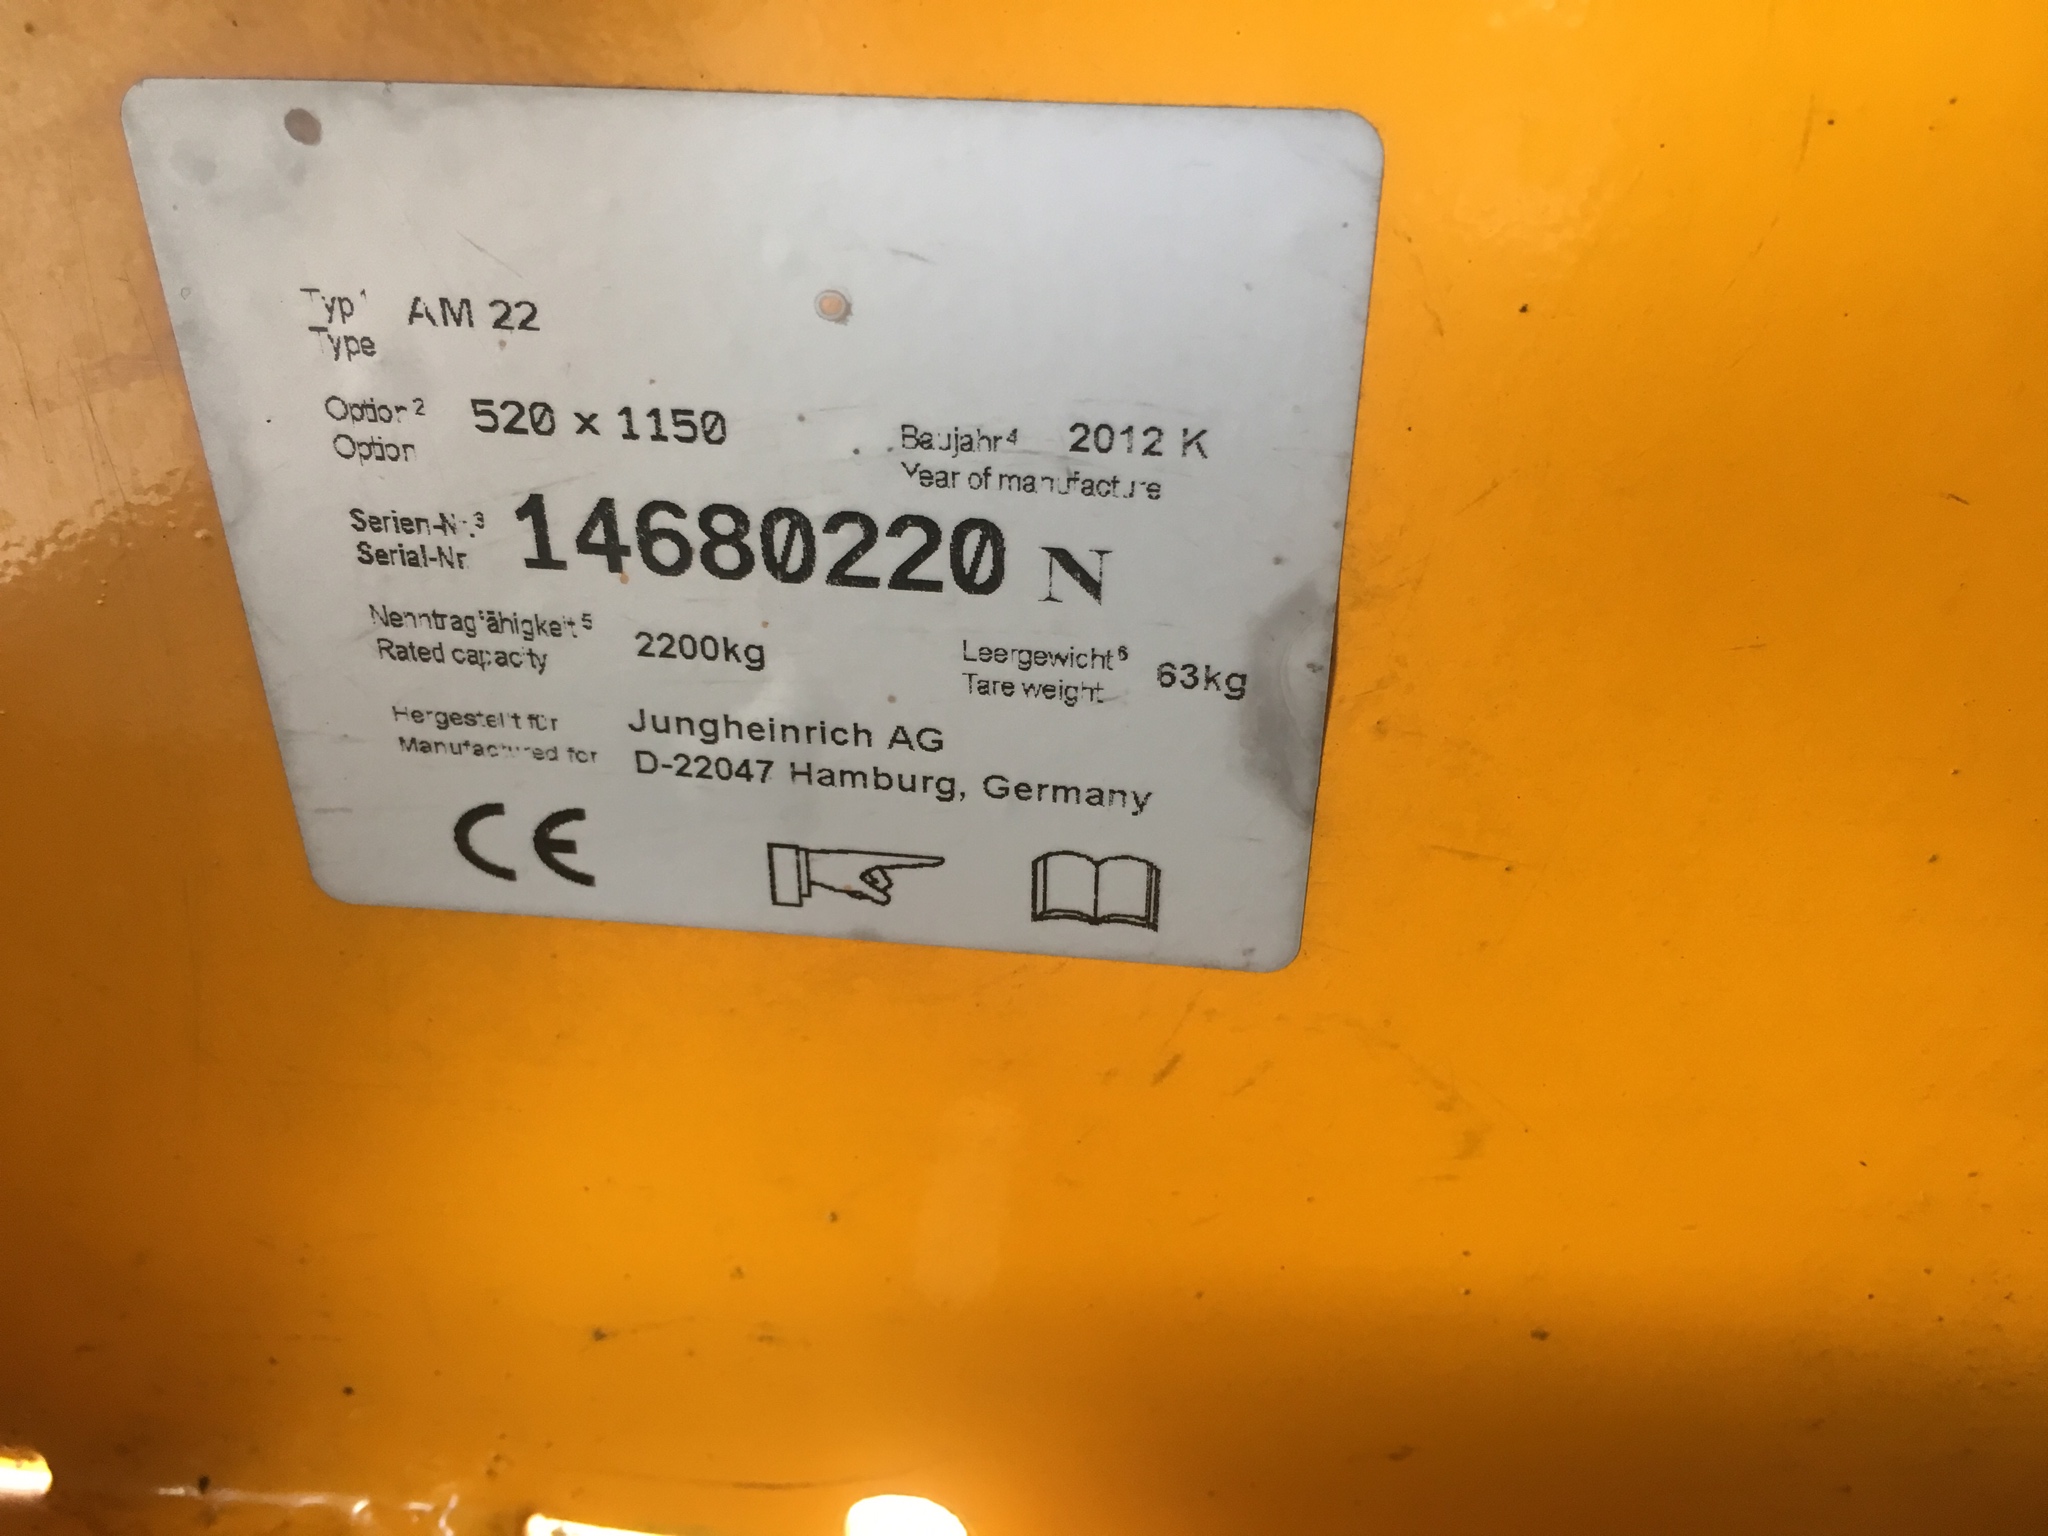 Typ¹ AM 22
Type
Option² 520 x 1150
Option
Baujahr⁴ 2012 K
Year of manufacture
Serien-Nr.³ 14680220 N
Serial-Nr.
Nenntragfähigkeit⁵ 2200kg
Rated capacity
Leergewicht⁶ 63kg
Tare weight
Hergestellt für Jungheinrich AG
Manufactured for D-22047 Hamburg, Germany
CE